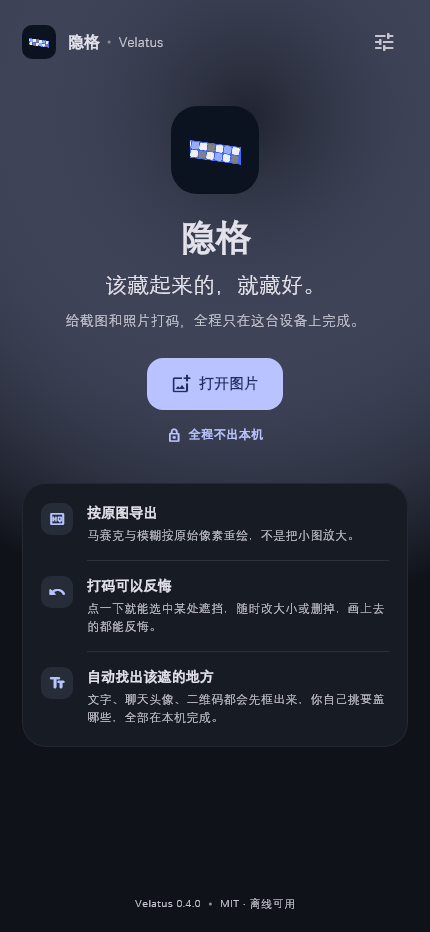 隐格 • Velatus
隐格
该藏起来的，就藏好。
给截图和照片打码，全程只在这台设备上完成。
打开图片
全程不出本机
HQ
按原图导出
马赛克与模糊按原始像素重绘，不是把小图放大。
打码可以反悔
点一下就能选中某处遮挡，随时改大小或删掉，画上去
的都能反悔。
Tт
自动找出该遮的地方
文字、聊天头像、二维码都会先框出来，你自己挑要盖
哪些，全部在本机完成。
Velatus 0.4.0 • MIT · 离线可用